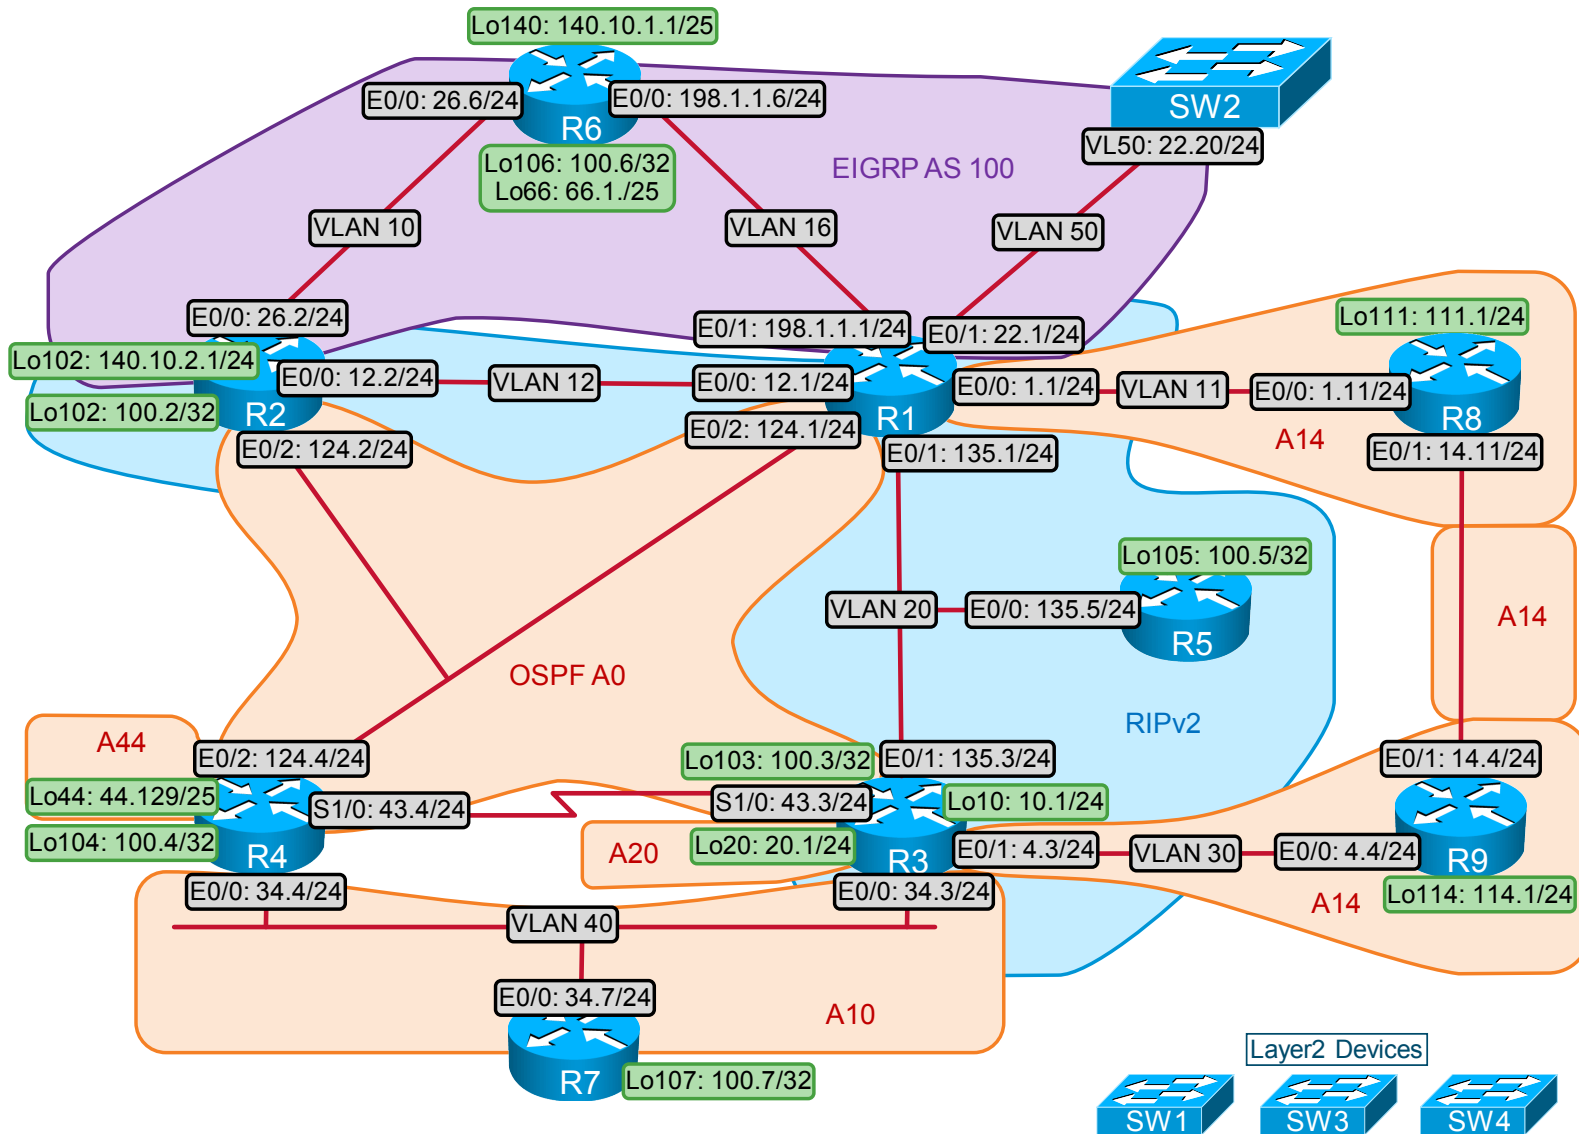 Lo140: 140.10.1.1/25
E0/0: 26.6/24
E0/0: 198.1.1.6/24
R6
SW2
Lo106: 100.6/32
Lo66: 66.1./25
EIGRP AS 100
VL50: 22.20/24
VLAN 10
VLAN 16
VLAN 50
E0/0: 26.2/24
E0/1: 198.1.1.1/24
E0/1: 22.1/24
Lo111: 111.1/24
Lo102: 140.10.2.1/24
E0/0: 12.2/24
VLAN 12
E0/0: 12.1/24
E0/0: 1.1/24
VLAN 11
E0/0: 1.11/24
Lo102: 100.2/32
R2
R1
R8
E0/2: 124.2/24
E0/2: 124.1/24
E0/1: 135.1/24
A14
E0/1: 14.11/24
Lo105: 100.5/32
VLAN 20
E0/0: 135.5/24
R5
A14
OSPF A0
RIPv2
A44
E0/2: 124.4/24
Lo103: 100.3/32
E0/1: 135.3/24
E0/1: 14.4/24
Lo44: 44.129/25
S1/0: 43.4/24
S1/0: 43.3/24
Lo10: 10.1/24
Lo104: 100.4/32
R4
A20
Lo20: 20.1/24
R3
E0/1: 4.3/24
VLAN 30
E0/0: 4.4/24
R9
E0/0: 34.4/24
E0/0: 34.3/24
A14
Lo114: 114.1/24
VLAN 40
E0/0: 34.7/24
A10
R7
Lo107: 100.7/32
Layer2 Devices
SW1
SW3
SW4